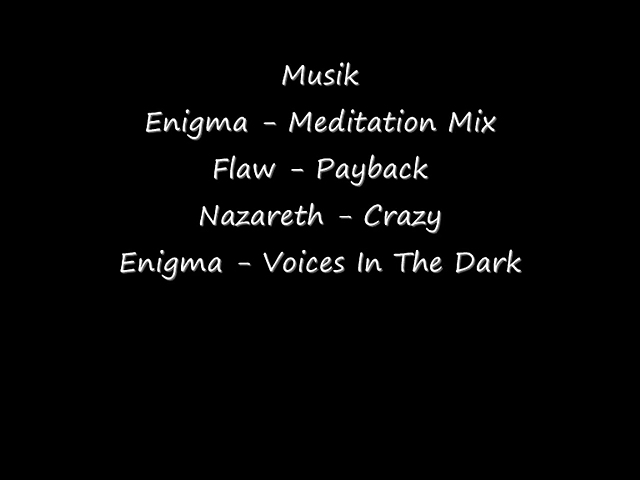 Musik
Enigma - Meditation Mix
Flaw - Payback
Nazareth - Crazy
Enigma - Voices In The Dark